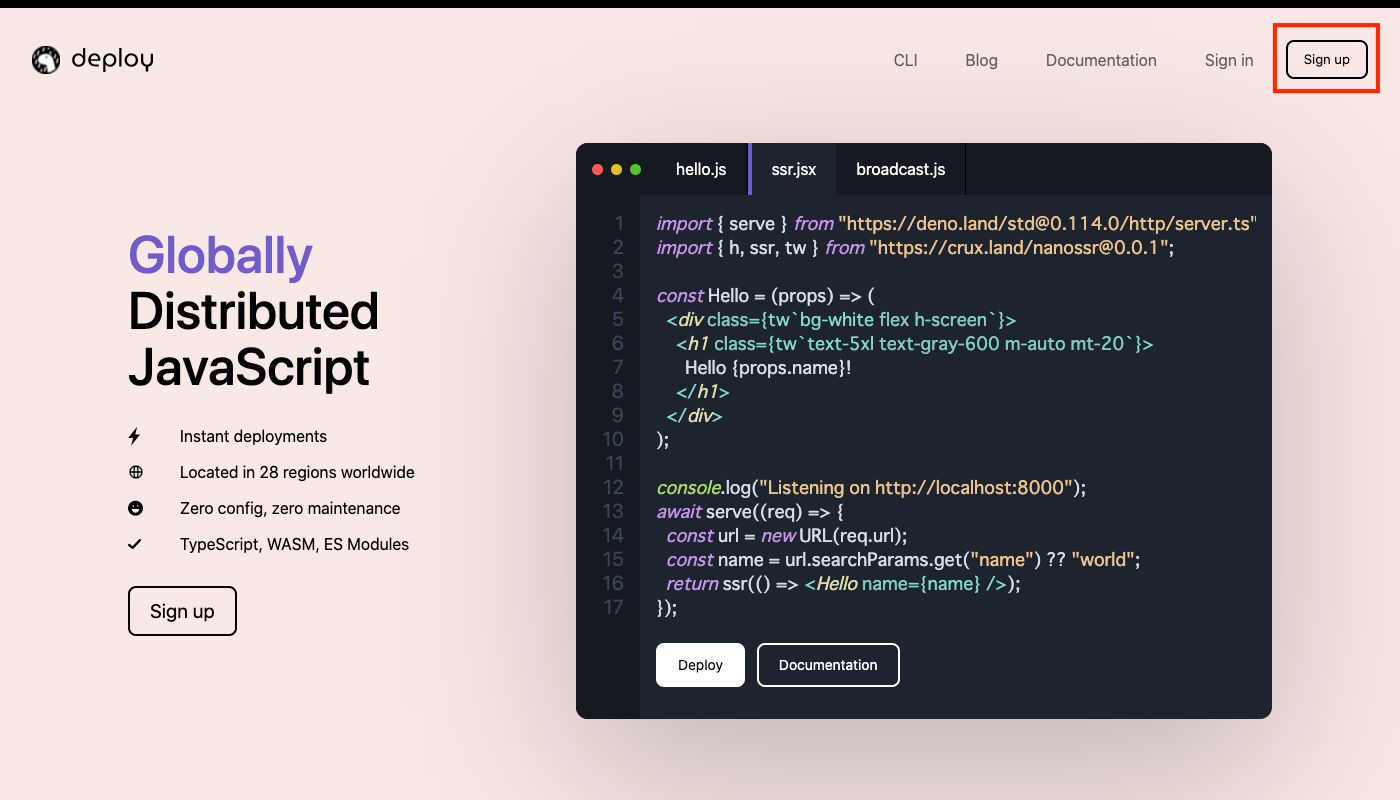 deploy
CLI Blog Documentation Sign in Sign up
Globally
Distributed
JavaScript
Instant deployments
Located in 28 regions worldwide
Zero config, zero maintenance
TypeScript, WASM, ES Modules
Sign up
hello.js ssr.jsx broadcast.js
1 import { serve } from "https://deno.land/std@0.114.0/http/server.ts"
2 import { h, ssr, tw } from "https://crux.land/nanossr@0.0.1";
3
4 const Hello = (props) => (
5 <div class={tw`bg-white flex h-screen`}>
6 <h1 class={tw`text-5xl text-gray-600 m-auto mt-20`}>
7 Hello {props.name}!
8 </h1>
9 </div>
10 );
11
12 console.log("Listening on http://localhost:8000");
13 await serve((req) => {
14 const url = new URL(req.url);
15 const name = url.searchParams.get("name") ?? "world";
16 return ssr(() => <Hello name={name} />);
17 });
Deploy Documentation